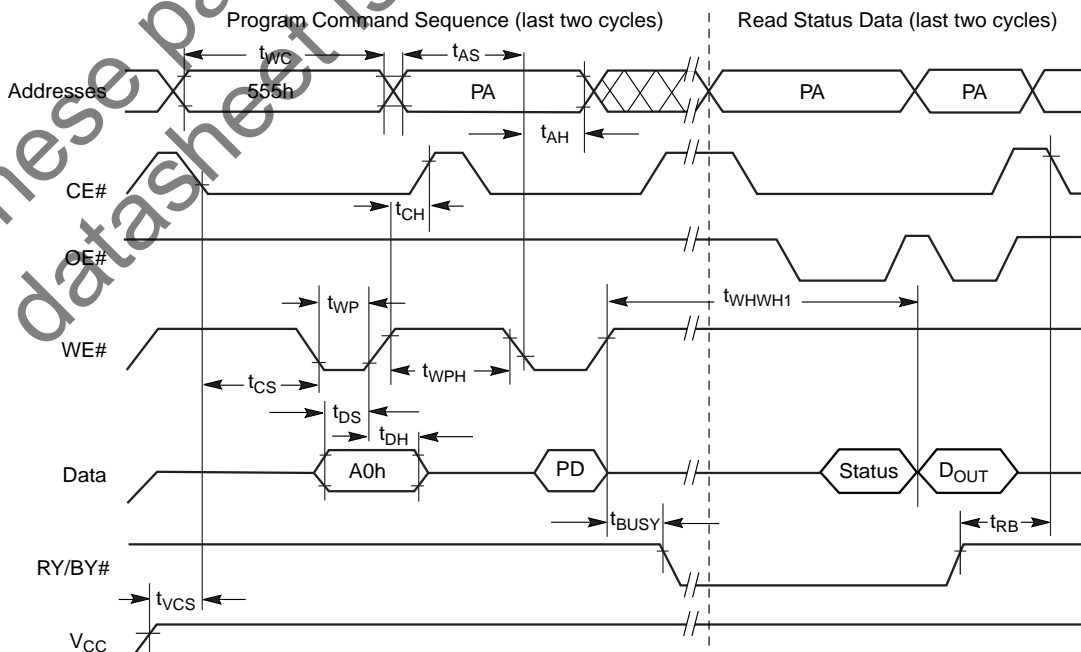 Program Command Sequence (last two cycles)
Read Status Data (last two cycles)
tWC
tAS
Addresses
555h
PA
PA
PA
tAH
CE#
tCH
OE#
tWP
tWHWH1
WE#
tCS
tWPH
tDS
tDH
Data
A0h
PD
Status
DOUT
tBUSY
tRB
RY/BY#
tVCS
VCC
datasheet